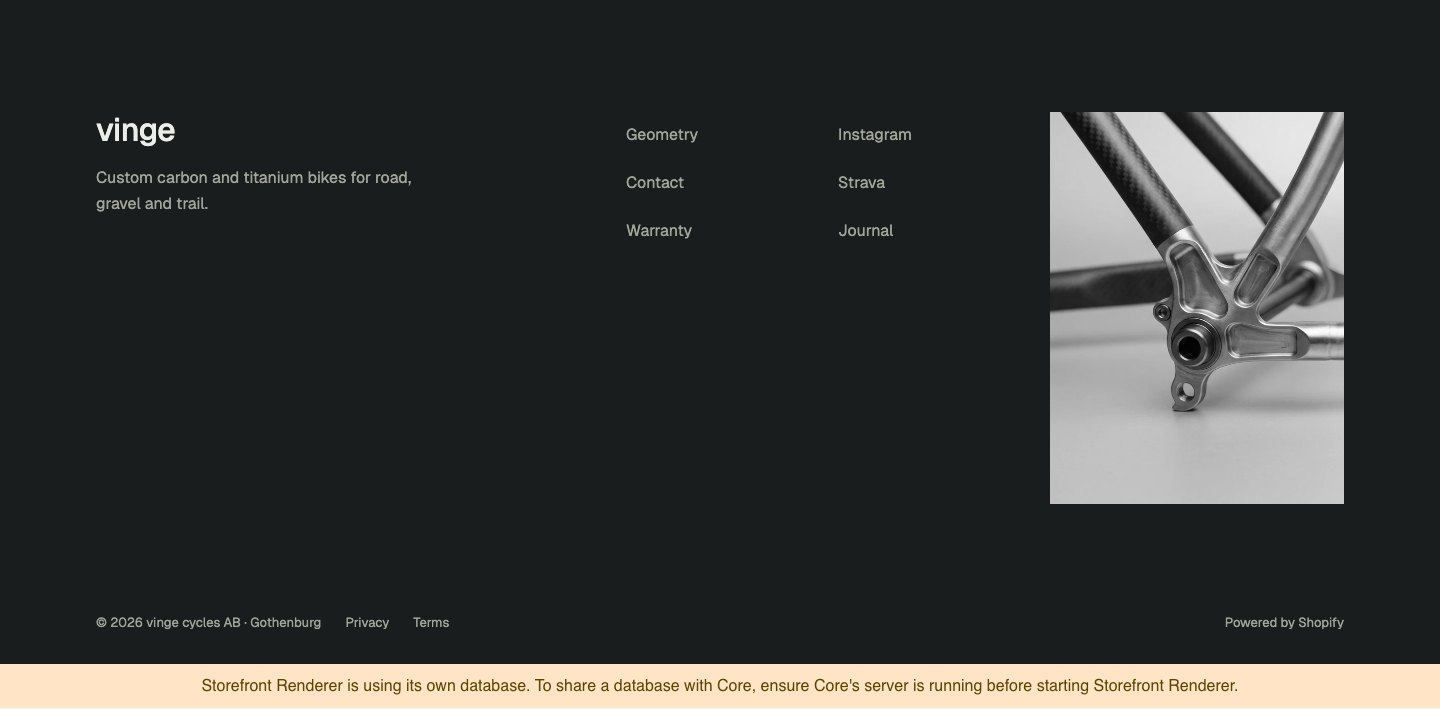 vinge
Custom carbon and titanium bikes for road,
gravel and trail.
Geometry
Contact
Warranty
Instagram
Strava
Journal
© 2026 vinge cycles AB · Gothenburg
Privacy
Terms
Powered by Shopify
Storefront Renderer is using its own database. To share a database with Core, ensure Core's server is running before starting Storefront Renderer.